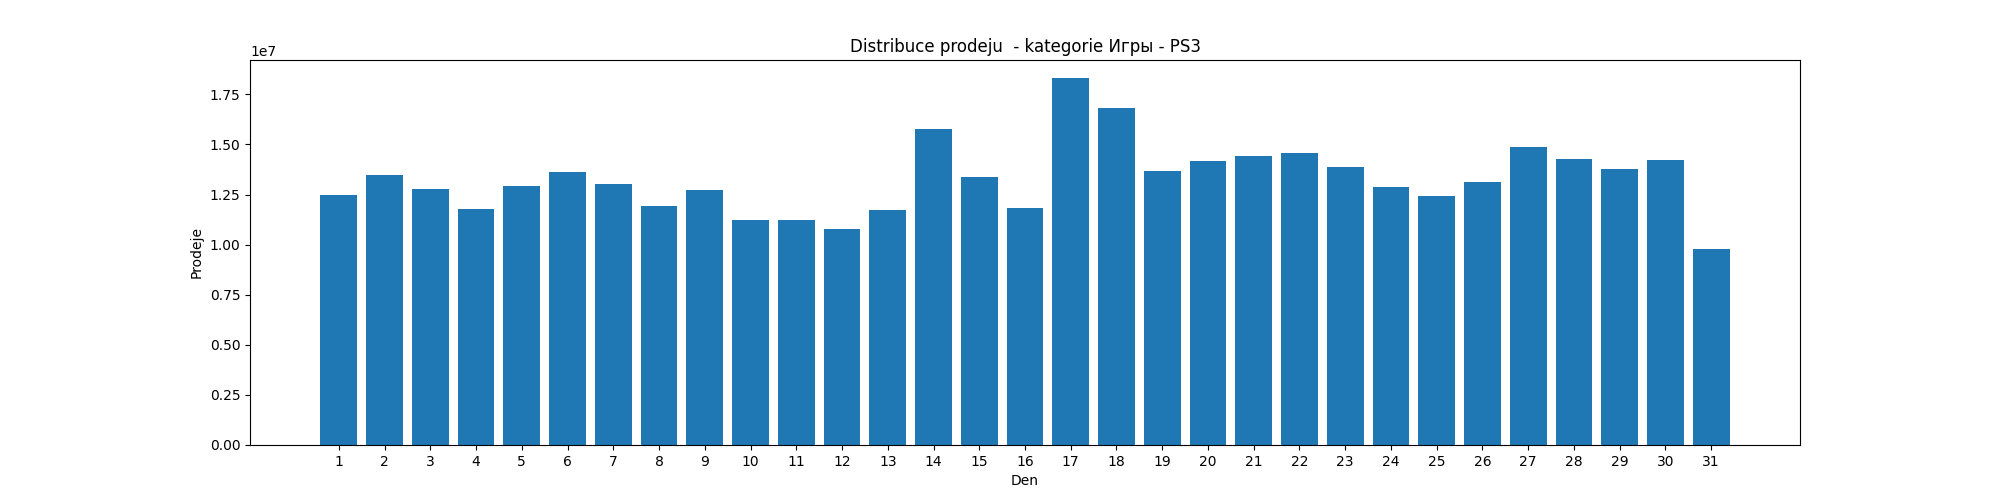 Distribuce prodeju  - kategorie Игры - PS3
1e7
1.75
1.50
1.25
1.00
0.75
0.50
0.25
0.00
Prodeje
1 2 3 4 5 6 7 8 9 10 11 12 13 14 15 16 17 18 19 20 21 22 23 24 25 26 27 28 29 30 31
Den